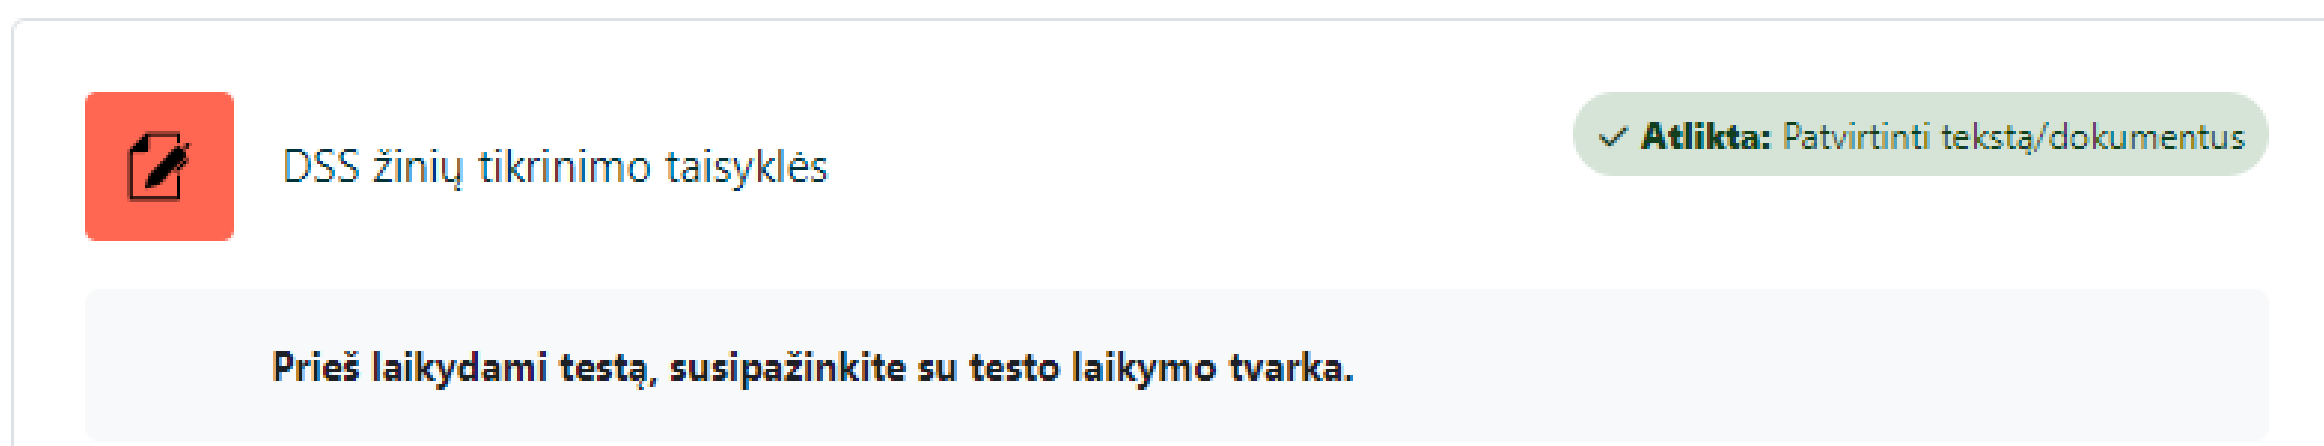 DSS žinių tikrinimo taisyklės
✓ Atlikta: Patvirtinti tekstą/dokumentus
Prieš laikydami testą, susipažinkite su testo laikymo tvarka.